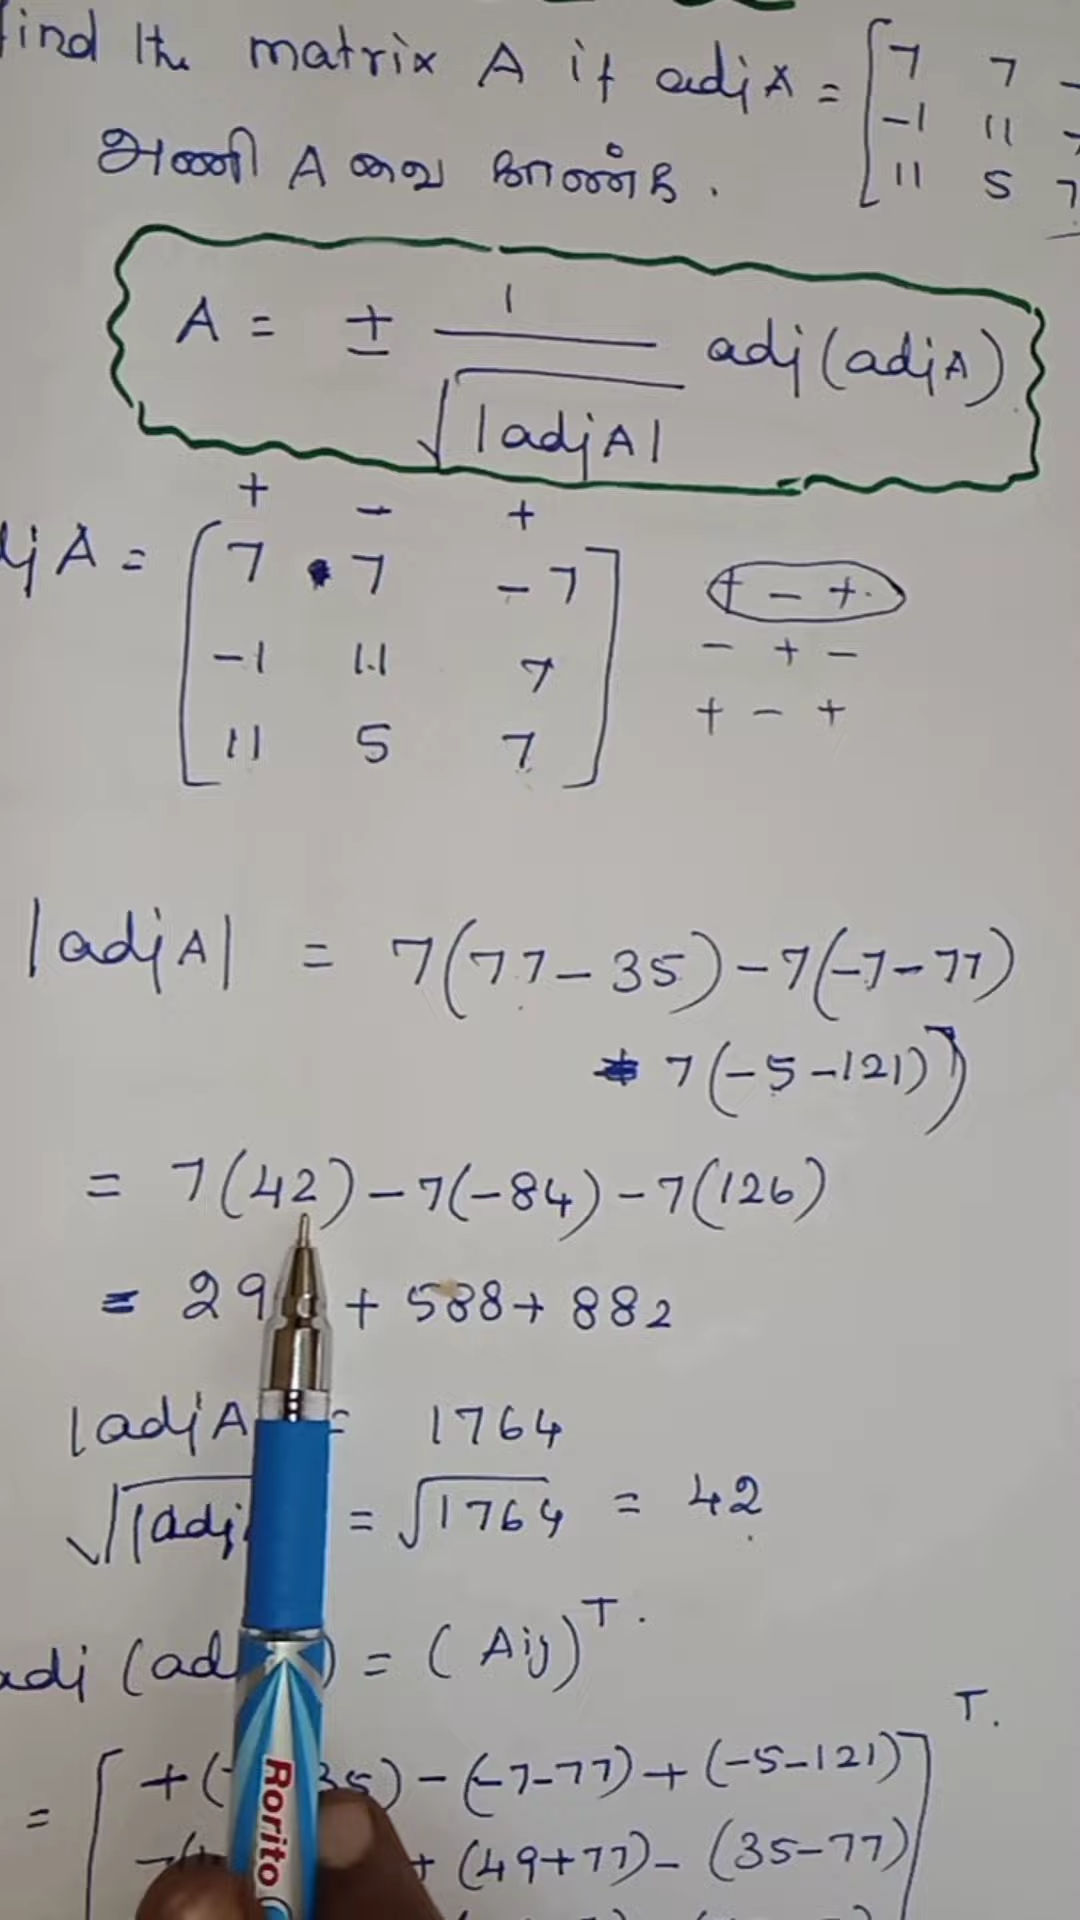 find the matrix A if adj A = [ 7 7 -
-1 11 -
11 5 7
அணி A வை காண்க.
A = ± 1 / √|adj A| adj (adj A)
+ - +
dj A = [ 7 7 -7
-1 11 7
11 5 7 ]
+ - +
- + -
+ - +
|adj A| = 7(77-35) -7(-7-77)
7(-5-121))
= 7(42) -7(-84) -7(126)
= 29 + 588 + 882
|adj A = 1764
√|adj = √1764 = 42
adj (ad ) = (Aij)ᵀ.
= [ +( 35) -(-7-77) +(-5-121) ]ᵀ.
-( + (49+77) - (35-77)
Rorito